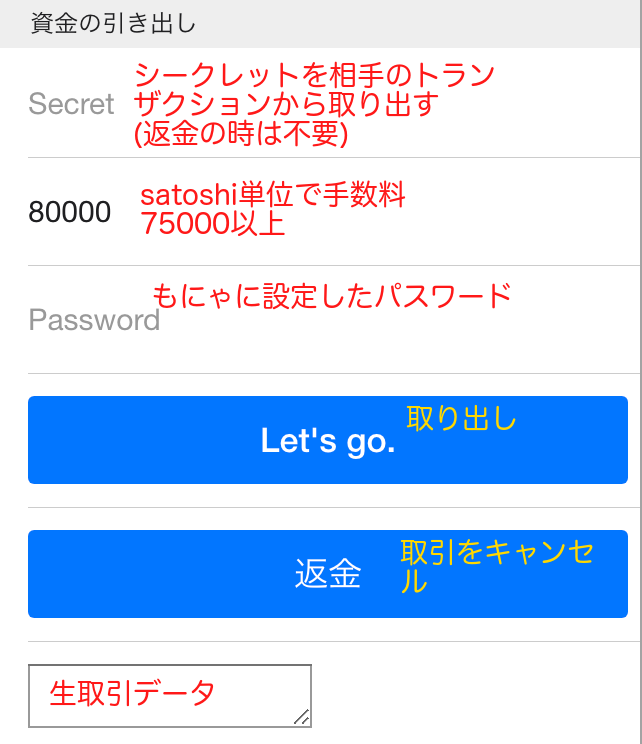 資金の引き出し
シークレットを相手のトラン
Secret ザクションから取り出す
(返金の時は不要)
satoshi単位で手数料
80000
75000以上
もにゃに設定したパスワード
Password
取り出し
Let's go.
取引をキャンセ
返金
ル
生取引データ